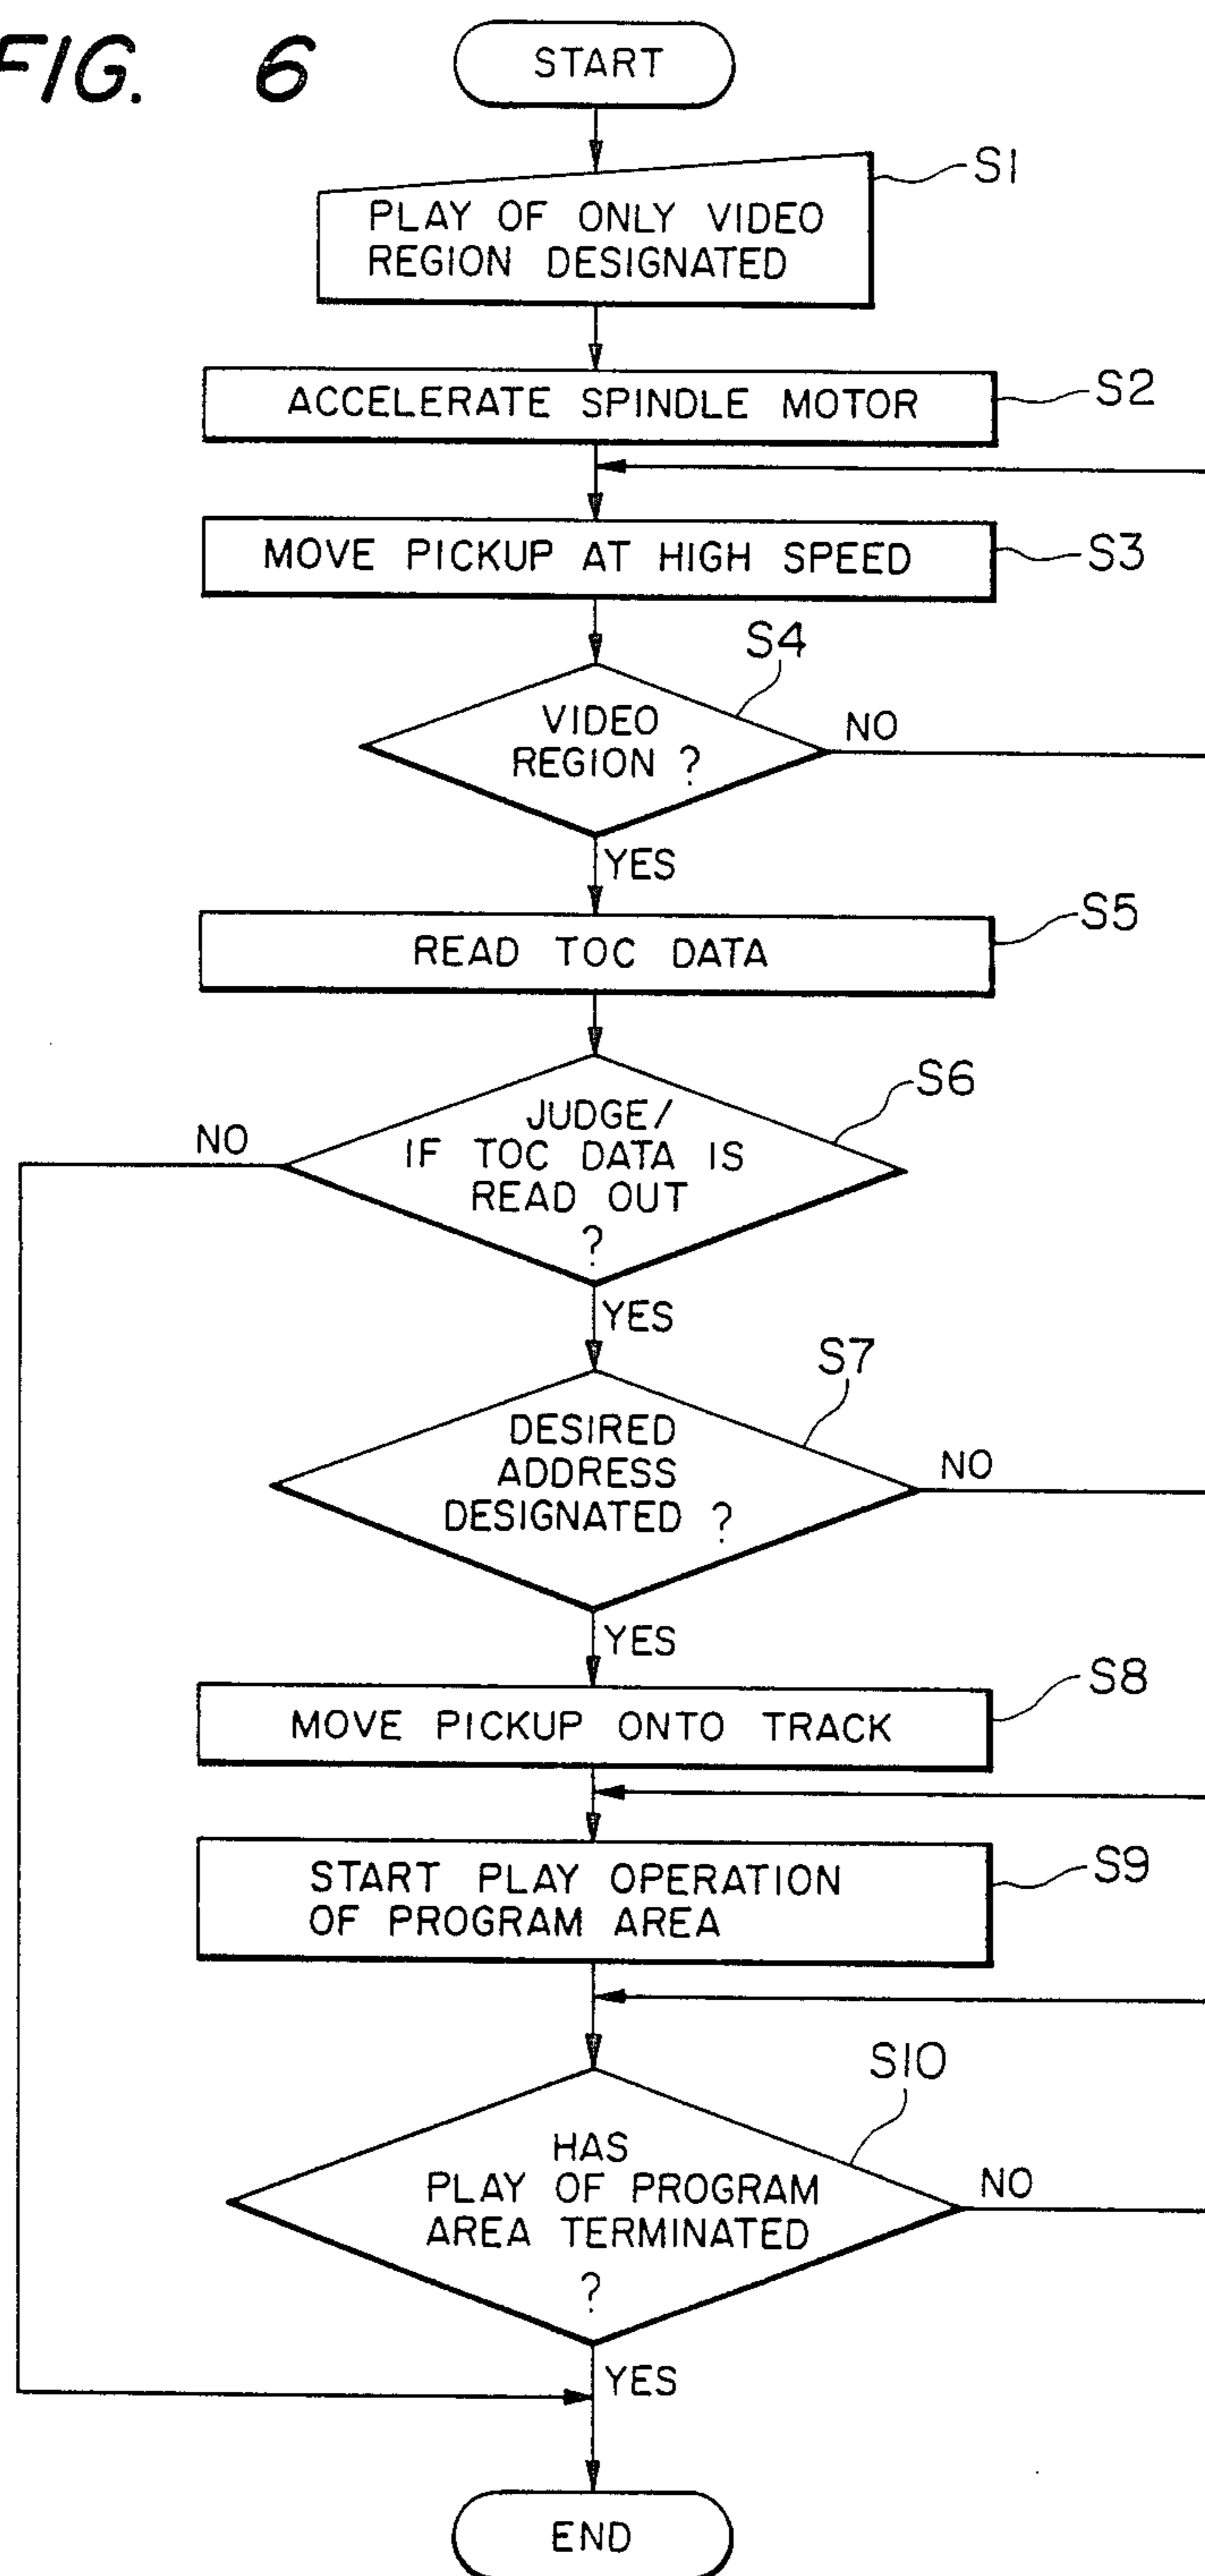 FIG. 6
START
S1
PLAY OF ONLY VIDEO
REGION DESIGNATED
S2
ACCELERATE SPINDLE MOTOR
S3
MOVE PICKUP AT HIGH SPEED
S4
VIDEO
REGION ?
NO
YES
S5
READ TOC DATA
S6
JUDGE/
IF TOC DATA IS
READ OUT
?
NO
YES
S7
DESIRED
ADDRESS
DESIGNATED ?
NO
YES
S8
MOVE PICKUP ONTO TRACK
S9
START PLAY OPERATION
OF PROGRAM AREA
S10
HAS
PLAY OF PROGRAM
AREA TERMINATED
?
NO
YES
END